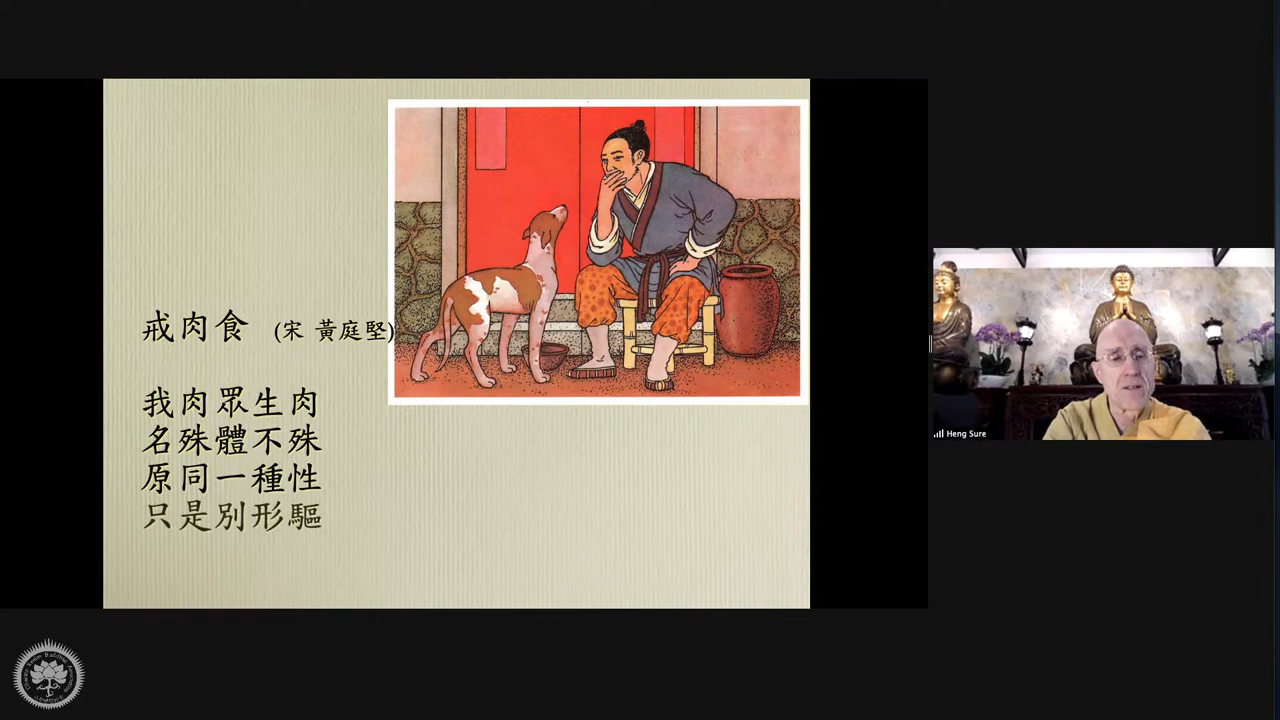 戒肉食 (宋 黃庭堅)
我肉眾生肉
名殊體不殊
原同一種性
只是別形驅
Heng Sure